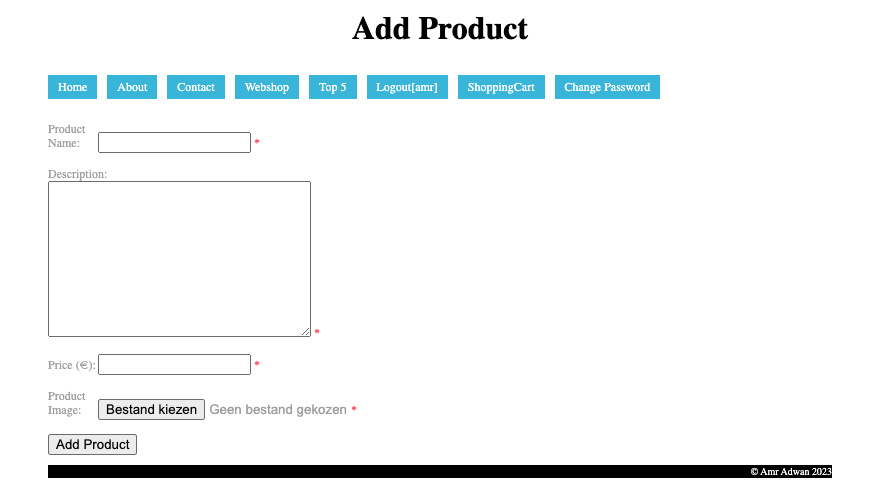 Add Product
Home About Contact Webshop Top 5 Logout[amr] ShoppingCart Change Password
Product
Name: *
Description:
*
Price (€): *
Product
Image: Bestand kiezen Geen bestand gekozen *
Add Product
© Amr Adwan 2023